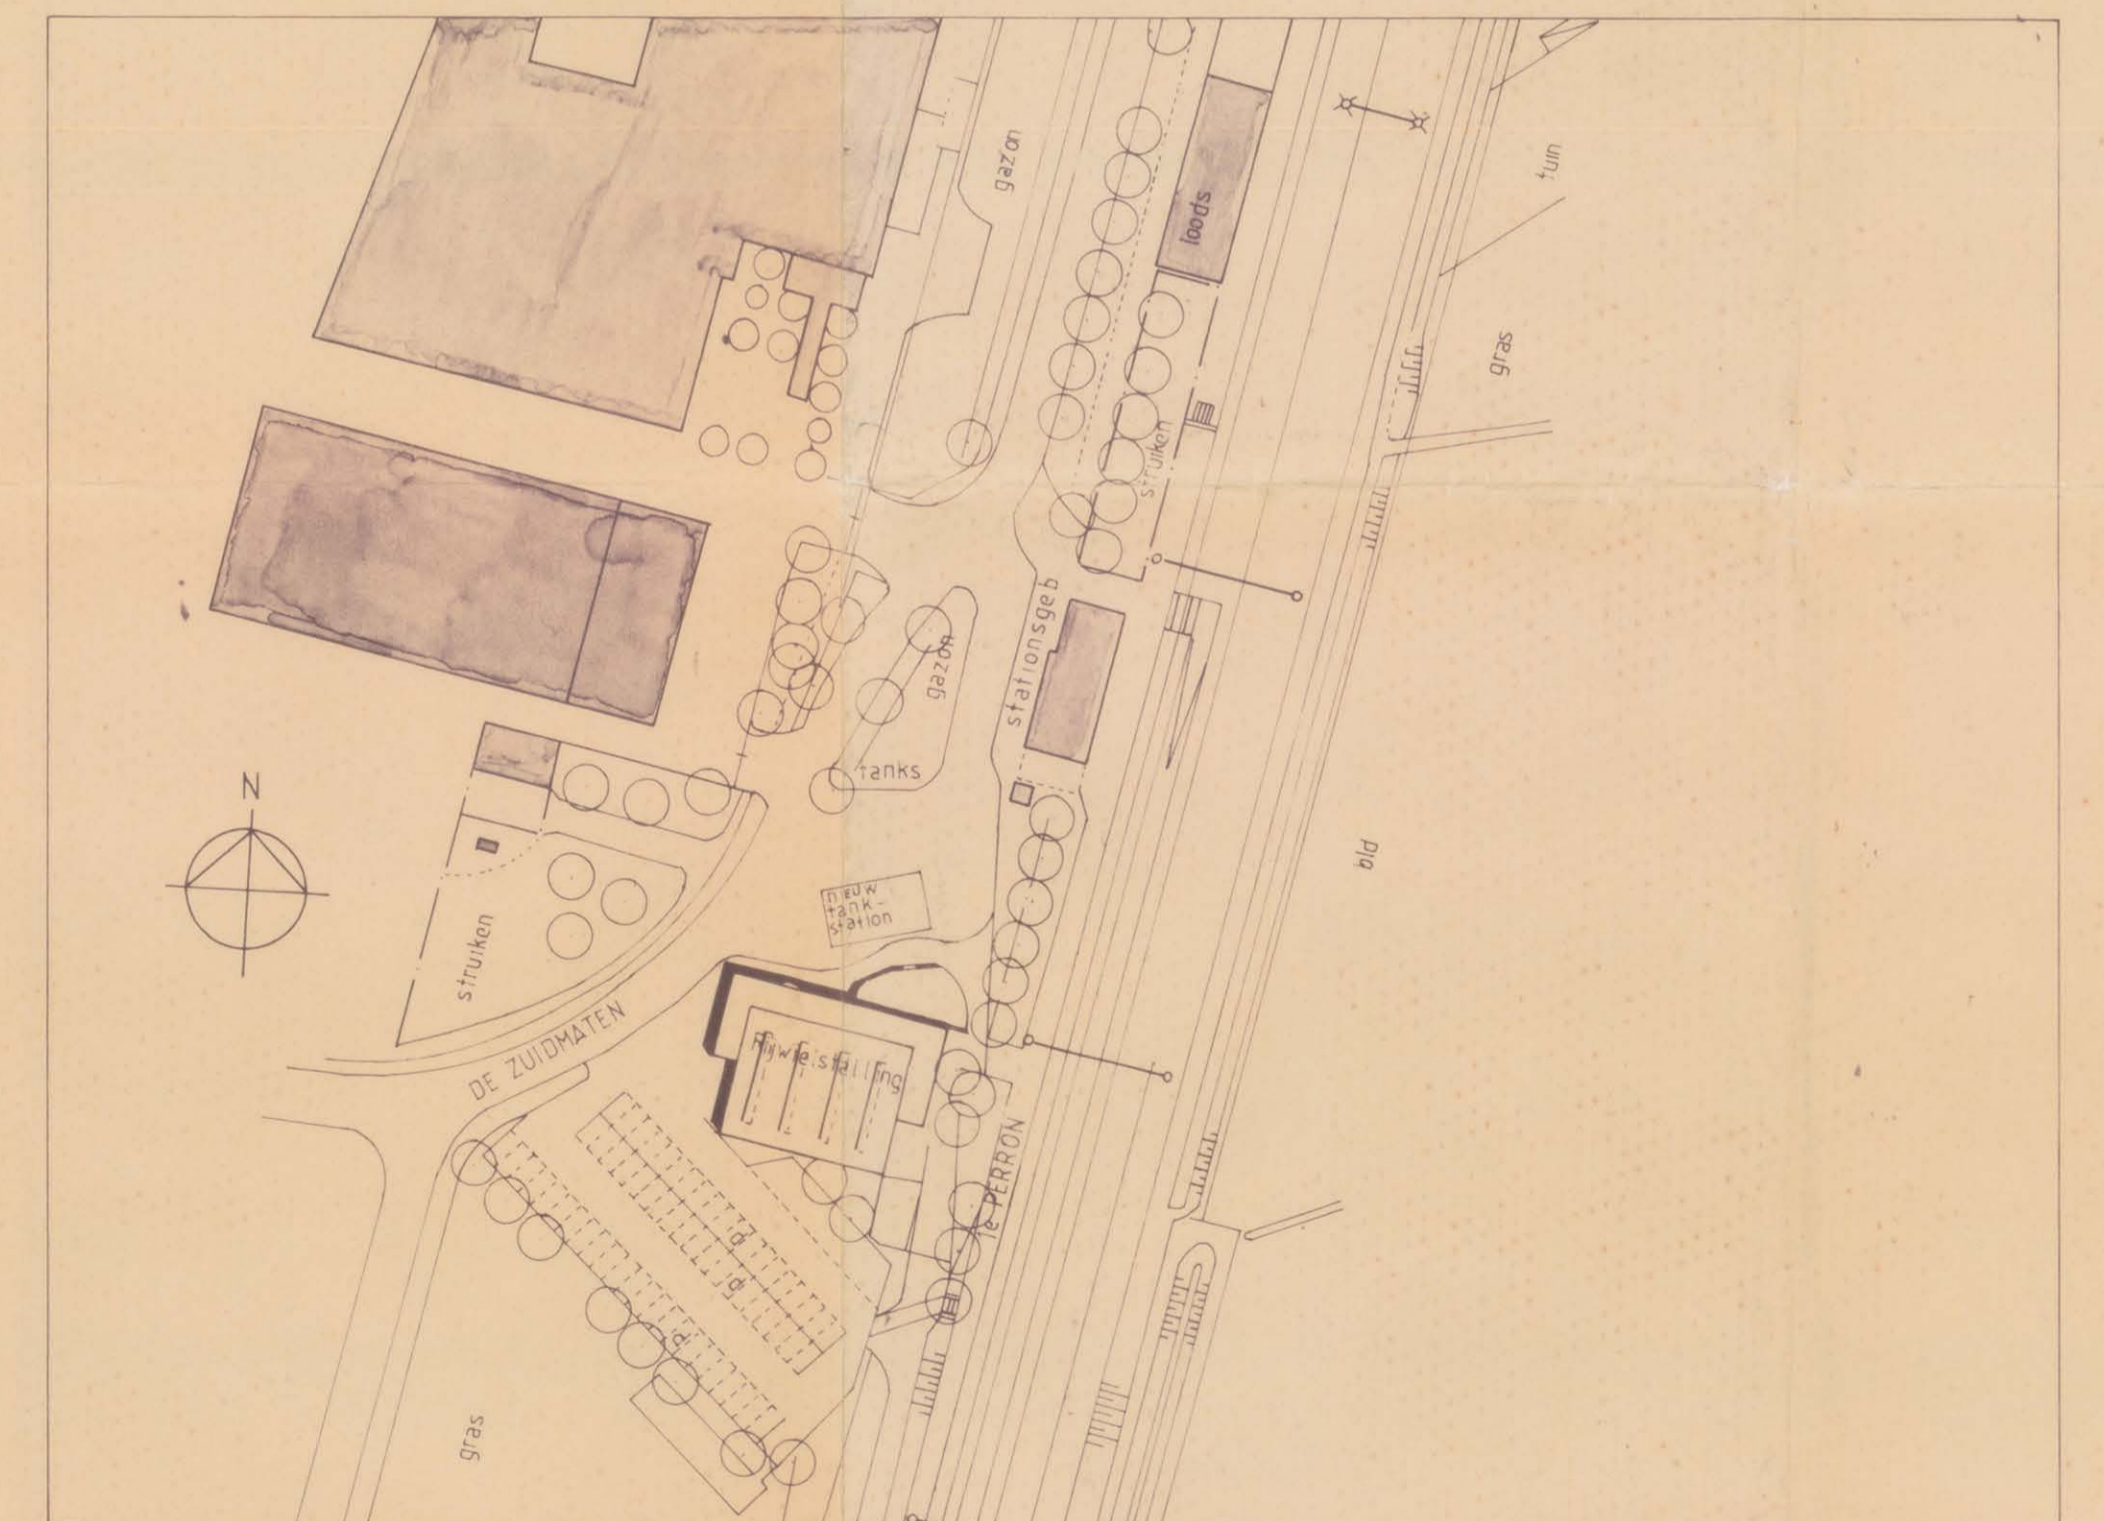 gazon
tuin
loods
gras
struiken
stationsgeb
gazon
tanks
N
bld
nieuw
tank-
station
struiken
DE ZUIDMATEN
Rijwielstalling
1e PERRON
p
p
p
gras